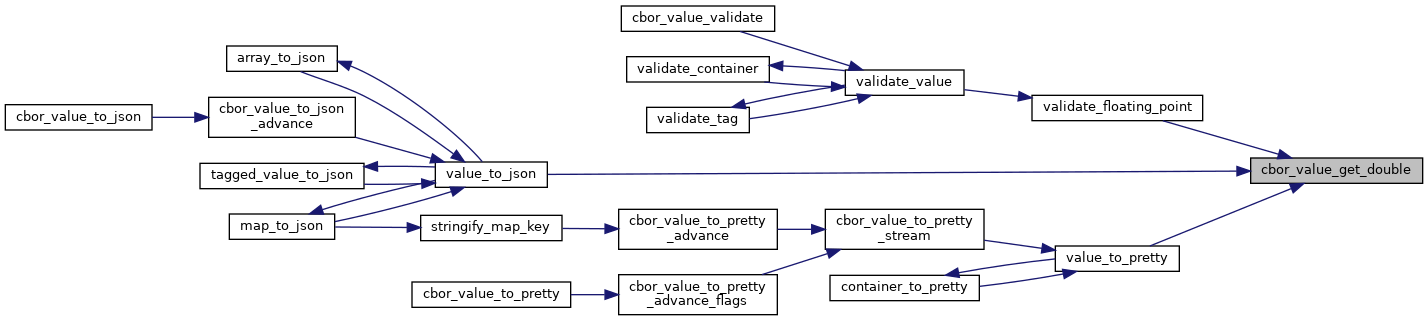 cbor_value_validate
array_to_json
validate_container
validate_value
cbor_value_to_json
_advance
validate_floating_point
cbor_value_to_json
validate_tag
cbor_value_get_double
tagged_value_to_json
value_to_json
map_to_json
stringify_map_key
cbor_value_to_pretty
_advance
cbor_value_to_pretty
_stream
value_to_pretty
cbor_value_to_pretty
cbor_value_to_pretty
_advance_flags
container_to_pretty